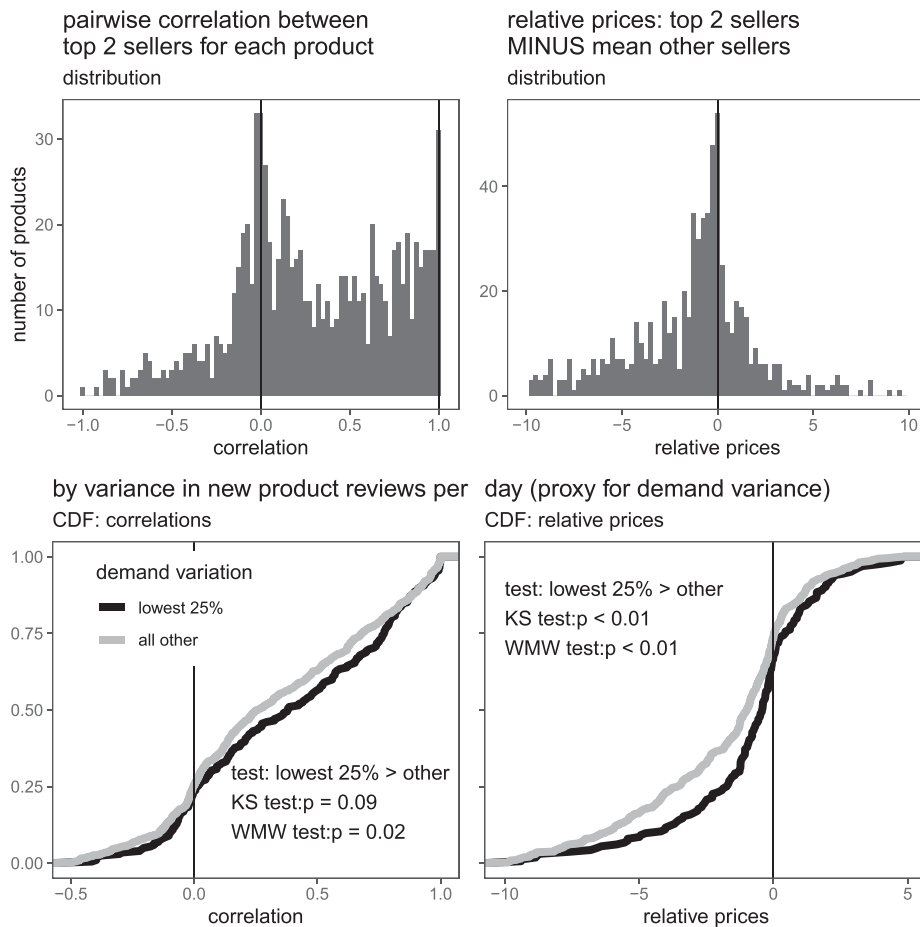 pairwise correlation between
top 2 sellers for each product
distribution
number of products
30
20
10
0
−1.0 −0.5 0 0.5 1.0
correlation
relative prices: top 2 sellers
MINUS mean other sellers
distribution
40
20
0
−10 −5 0 5 10
relative prices
by variance in new product reviews per day (proxy for demand variance)
CDF: correlations
demand variation
lowest 25%
all other
1.00
0.75
0.50
0.25
0.00
test: lowest 25% > other
KS test:p = 0.09
WMW test:p = 0.02
−0.5 0.0 0.5 1.0
correlation
CDF: relative prices
test: lowest 25% > other
KS test:p < 0.01
WMW test:p < 0.01
−10 −5 0 5
relative prices